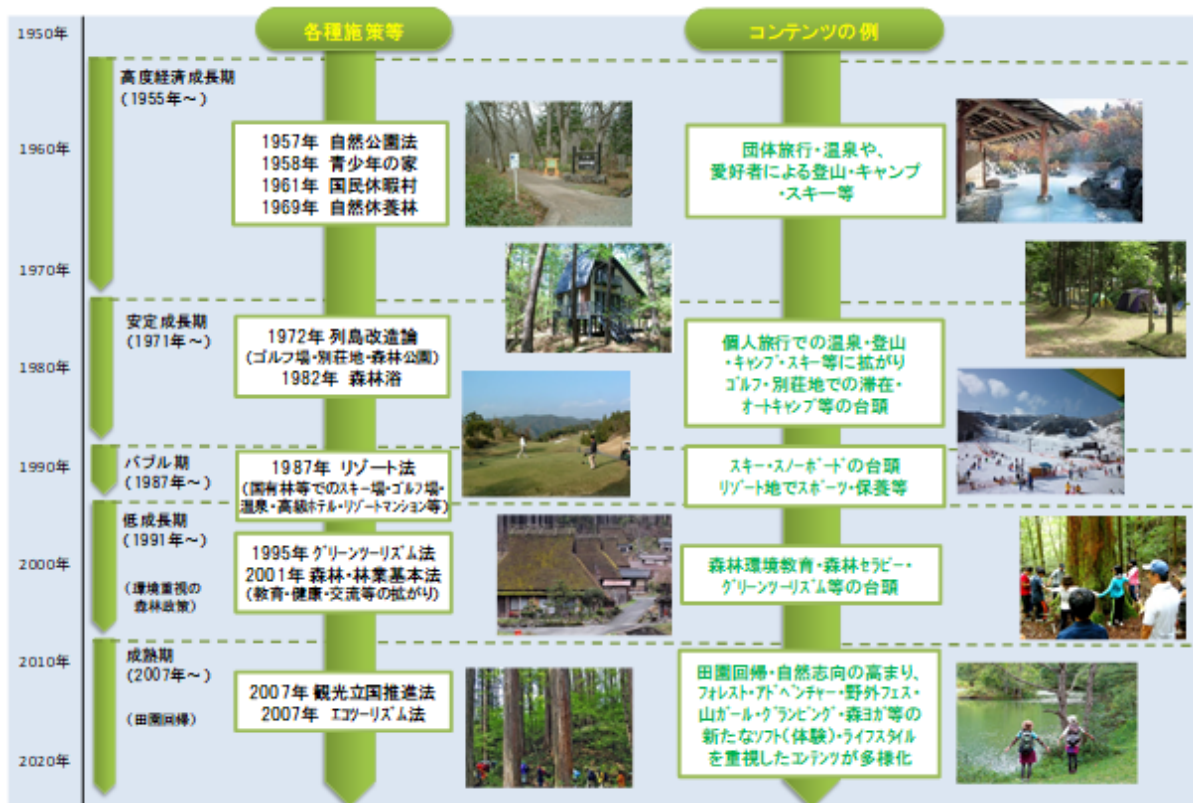 1950年
各種施策等
コンテンツの例
高度経済成長期
(1955年～)
1960年
1957年 自然公園法
1958年 青少年の家
1961年 国民休暇村
1969年 自然休養林
団体旅行・温泉や、
愛好者による登山・キャンプ
・スキー等
1970年
安定成長期
(1971年～)
1972年 列島改造論
(ゴルフ場・別荘地・森林公園)
1982年 森林浴
個人旅行での温泉・登山
・キャンプ・スキー等に拡がり
ゴルフ・別荘地での滞在・
オートキャンプ等の台頭
1980年
バブル期
(1987年～)
1990年
1987年 リゾート法
(国有林等でのスキー場・ゴルフ場・
温泉・高級ホテル・リゾートマンション等)
スキー・スノーボードの台頭
リゾート地でスポーツ・保養等
低成長期
(1991年～)
(環境重視の
森林政策)
2000年
1995年 グリーンツーリズム法
2001年 森林・林業基本法
(教育・健康・交流等の拡がり)
森林環境教育・森林セラピー・
グリーンツーリズム等の台頭
成熟期
(2007年～)
(田園回帰)
2010年
2007年 観光立国推進法
2007年 エコツーリズム法
田園回帰・自然志向の高まり、
フォレスト・アドベンチャー・野外フェス・
山ガール・グランピング・森ヨガ等の
新たなソフト(体験)・ライフスタイル
を重視したコンテンツが多様化
2020年